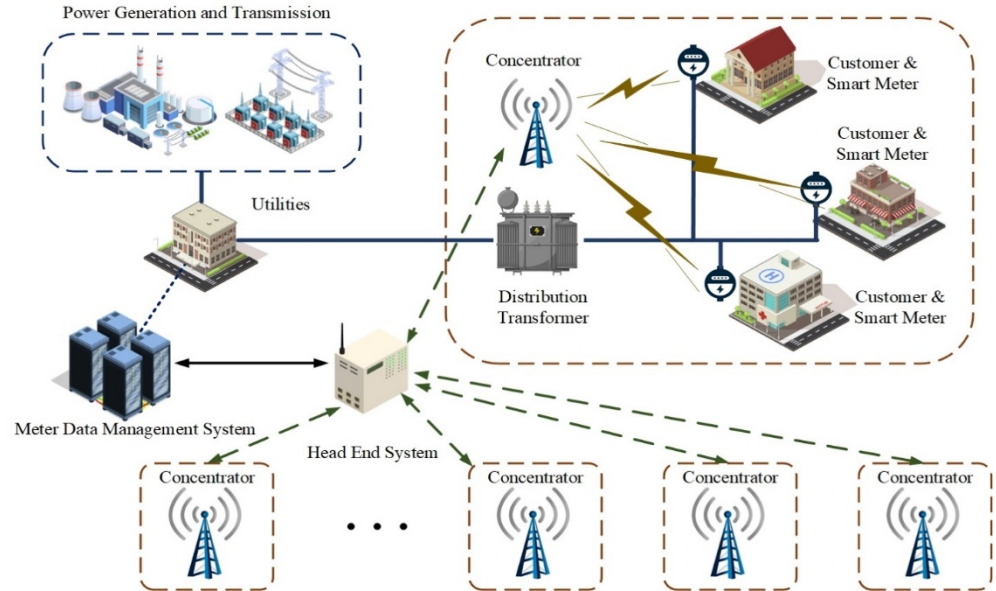 Power Generation and Transmission
Concentrator
Customer &
Smart Meter
Customer &
Smart Meter
Utilities
Distribution
Transformer
Customer &
Smart Meter
Meter Data Management System
Head End System
Concentrator
Concentrator
Concentrator
Concentrator
H